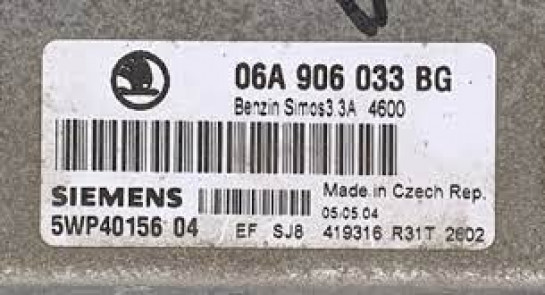 06A 906 033 BG
Benzin Simos3.3A 4600
SIEMENS
Made in Czech Rep.
05.05.04
5WP40156 04
EF SJ8 419316 R31T 2602